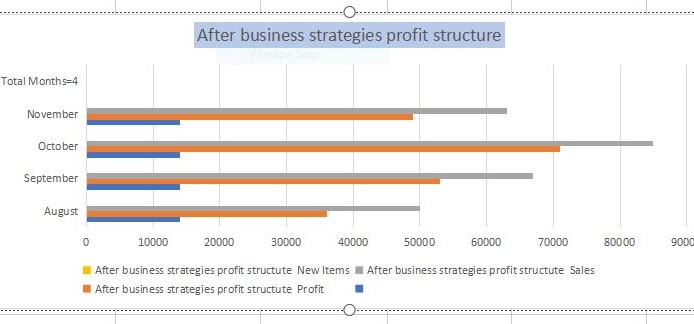 After business strategies profit structure
Window Snip
Total Months=4
November
October
September
August
0 10000 20000 30000 40000 50000 60000 70000 80000 9000
After business strategies profit structute New Items After business strategies profit structute Sales
After business strategies profit structute Profit